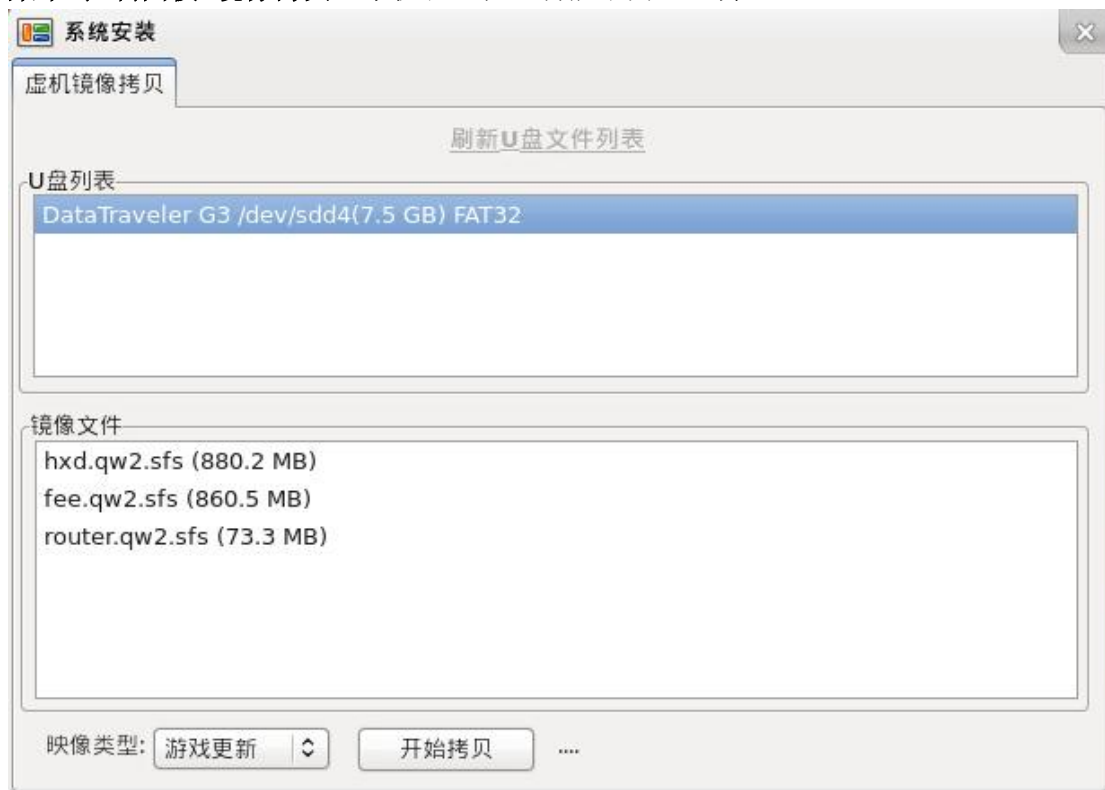 系统安装
虚机镜像拷贝
刷新U盘文件列表
U盘列表
DataTraveler G3 /dev/sdd4(7.5 GB) FAT32
镜像文件
hxd.qw2.sfs (880.2 MB)
fee.qw2.sfs (860.5 MB)
router.qw2.sfs (73.3 MB)
映像类型: 游戏更新 开始拷贝 ....